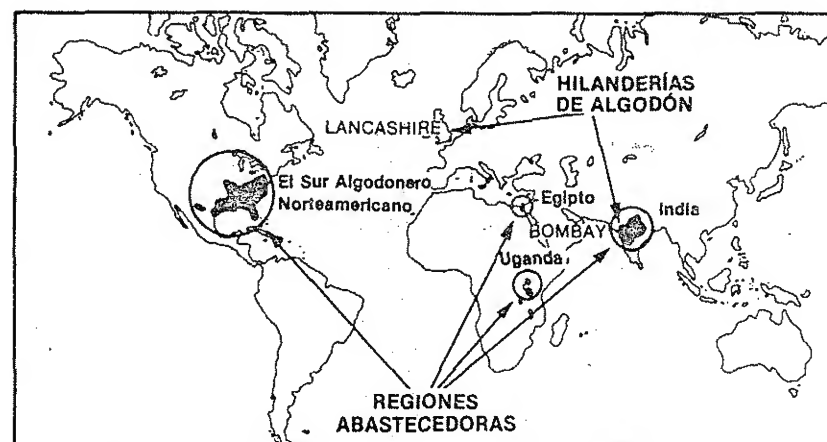 HILANDERÍAS
DE ALGODÓN
LANCASHIRE
El Sur Algodonero
Norteamericano
Egipto
India
BOMBAY
Uganda
REGIONES
ABASTECEDORAS